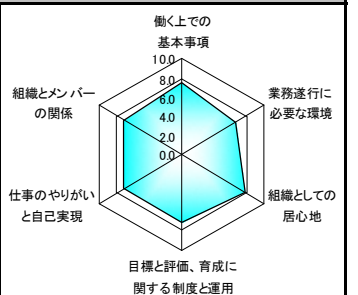 働く上での
基本事項
10.0
8.0
6.0
4.0
2.0
0.0
業務遂行に
必要な環境
組織としての
居心地
目標と評価、育成に
関する制度と運用
仕事のやりがい
と自己実現
組織とメンバー
の関係